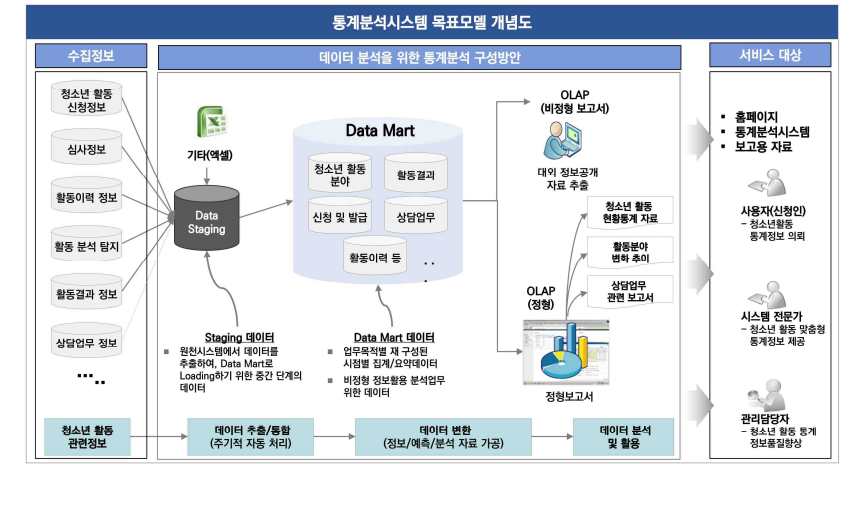 통계분석시스템 목표모델 개념도
수집정보
청소년 활동
신청정보
심사정보
활동이력 정보
활동 분석 탐지
활동결과 정보
상담업무 정보
...
청소년 활동
관련정보
데이터 분석을 위한 통계분석 구성방안
기타(엑셀)
Data
Staging
Data Mart
청소년 활동
분야
활동결과
신청 및 발급
상담업무
활동이력 등
. . .
OLAP
(비정형 보고서)
대외 정보공개
자료 추출
청소년 활동
현황통계 자료
활동분야
변화 추이
상담업무
관련 보고서
OLAP
(정형)
정형보고서
Staging 데이터
▪ 원천시스템에서 데이터를
추출하여, Data Mart로
Loading하기 위한 중간 단계의
데이터
Data Mart 데이터
▪ 업무목적별 재 구성된
시점별 집계/요약데이터
▪ 비정형 정보활용 분석업무
위한 데이터
데이터 추출/통합
(주기적 자동 처리)
데이터 변환
(정보/예측/분석 자료 가공)
데이터 분석
및 활용
서비스 대상
▪ 홈페이지
▪ 통계분석시스템
▪ 보고용 자료
사용자(신청인)
– 청소년활동
통계정보 의뢰
시스템 전문가
– 청소년 활동 맞춤형
통계정보 제공
관리담당자
– 청소년 활동 통계
정보품질향상